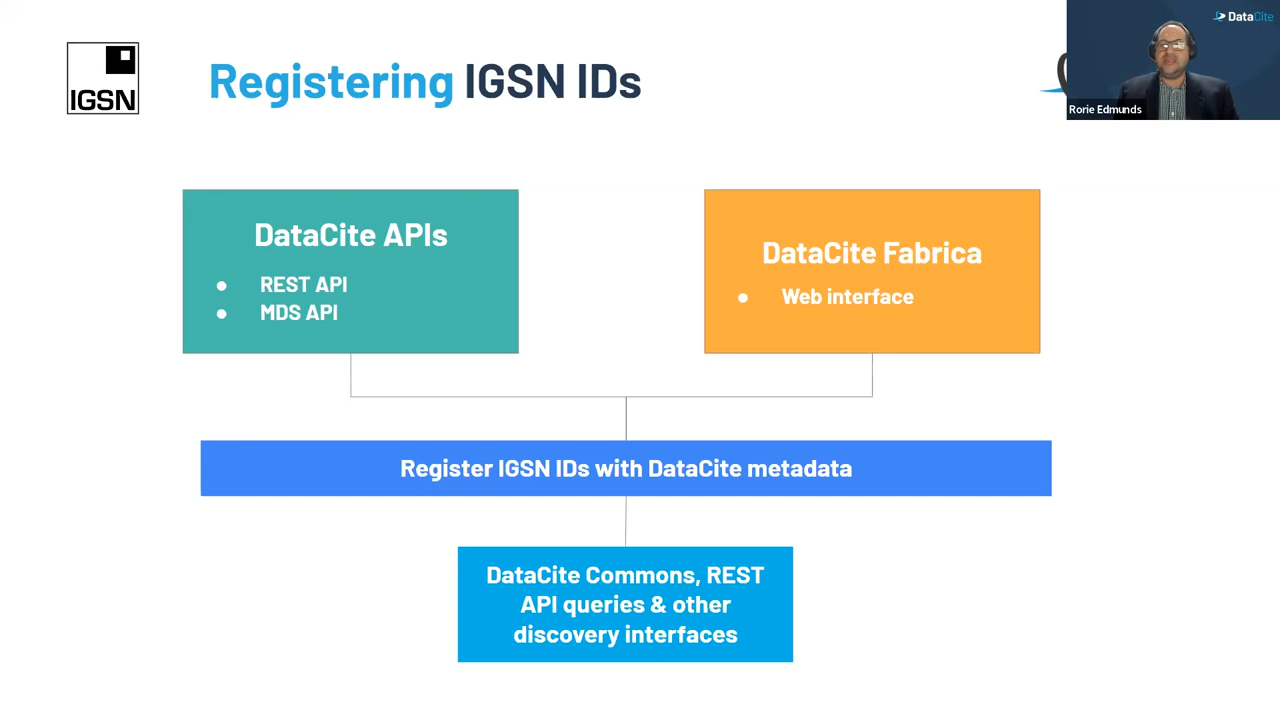 IGSN
Registering IGSN IDs
DataCite
Rorie Edmunds
DataCite APIs
● REST API
● MDS API
DataCite Fabrica
● Web interface
Register IGSN IDs with DataCite metadata
DataCite Commons, REST
API queries & other
discovery interfaces